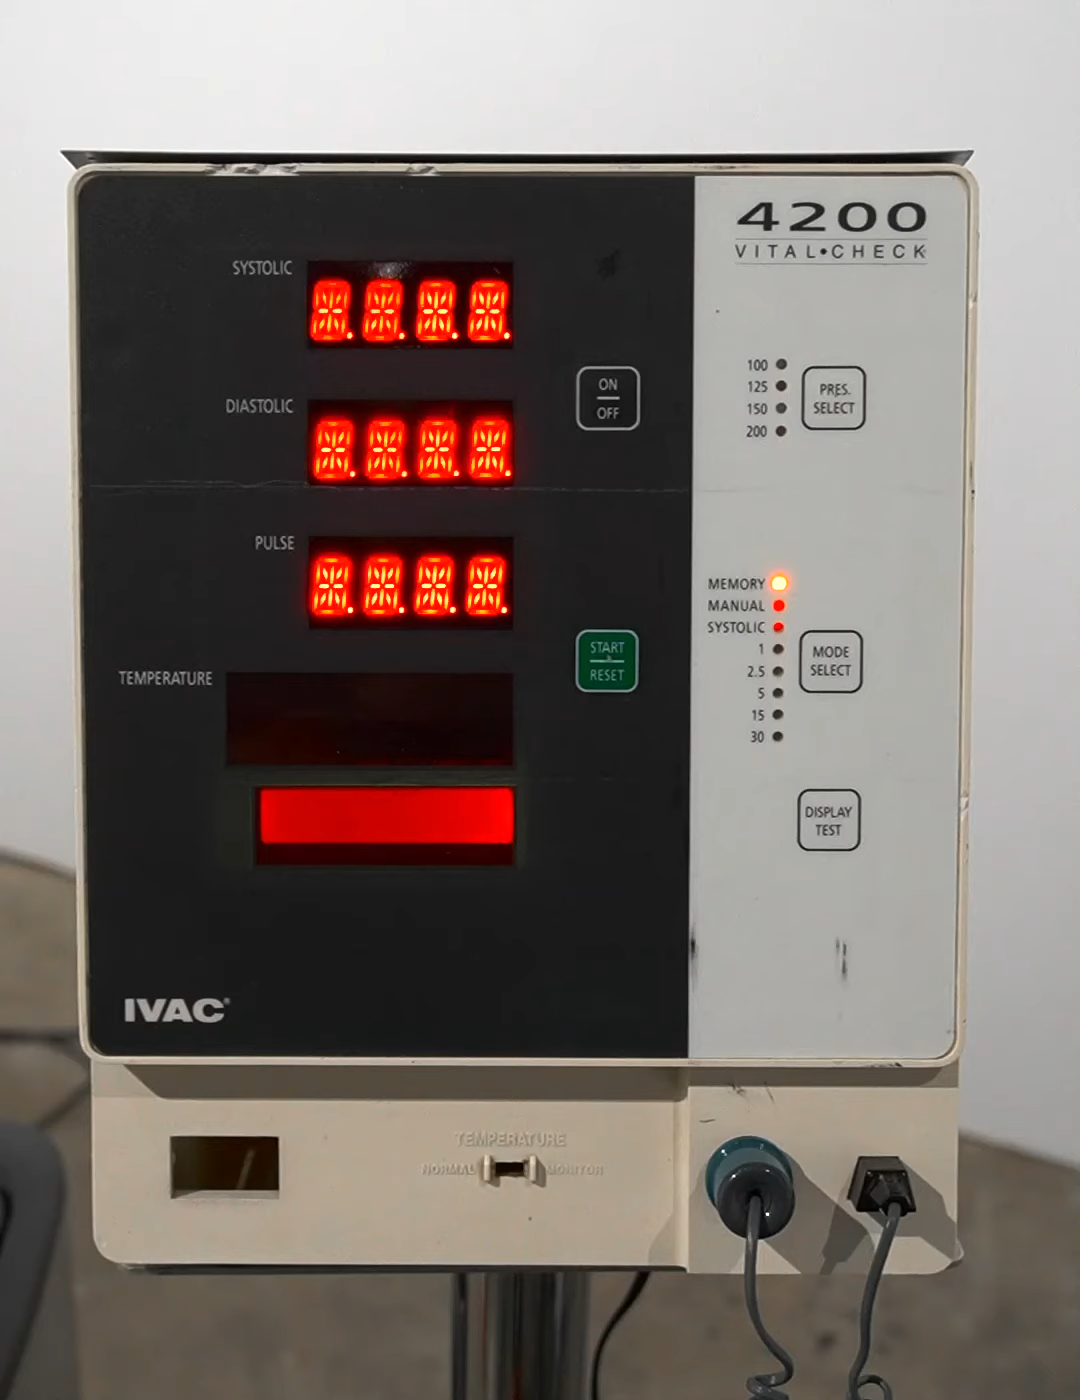 4200
VITAL•CHECK
SYSTOLIC
DIASTOLIC
PULSE
TEMPERATURE
ON
OFF
START
RESET
100
125
150
200
PRES.
SELECT
MEMORY
MANUAL
SYSTOLIC
1
2.5
5
15
30
MODE
SELECT
DISPLAY
TEST
IVAC®
TEMPERATURE
NORMAL MONITOR